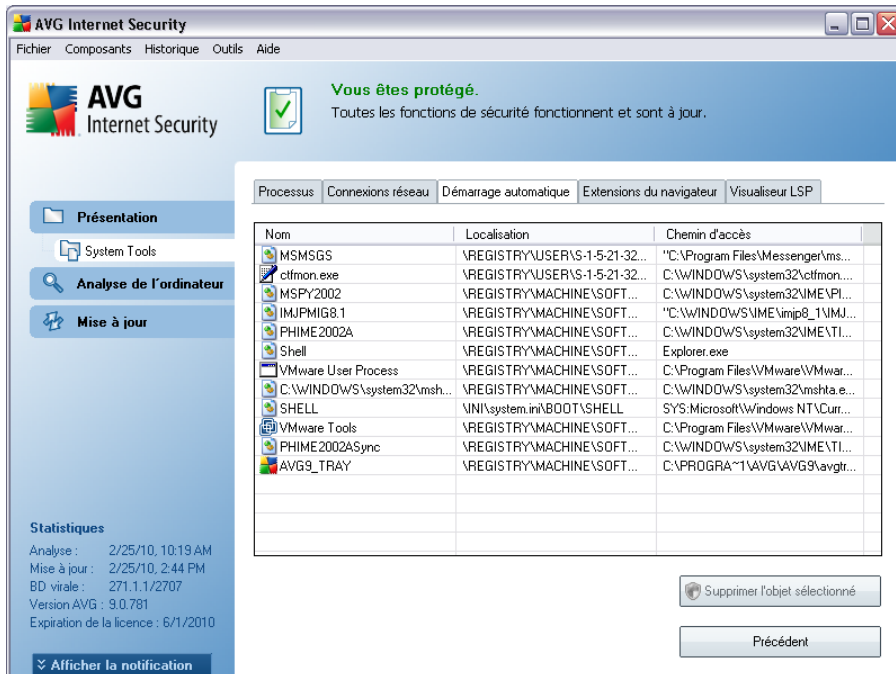 AVG Internet Security
Fichier Composants Historique Outils Aide
AVG
Internet Security
Vous êtes protégé.
Toutes les fonctions de sécurité fonctionnent et sont à jour.
Présentation
System Tools
Analyse de l´ordinateur
Mise à jour
Processus Connexions réseau Démarrage automatique Extensions du navigateur Visualiseur LSP
Nom Localisation Chemin d'accès
MSMSGS \REGISTRY\USER\S-1-5-21-32... "C:\Program Files\Messenger\ms...
ctfmon.exe \REGISTRY\USER\S-1-5-21-32... C:\WINDOWS\system32\ctfmon....
MSPY2002 \REGISTRY\MACHINE\SOFT... C:\WINDOWS\system32\IME\PI...
IMJPMIG8.1 \REGISTRY\MACHINE\SOFT... "C:\WINDOWS\IME\imjp8_1\IMJ...
PHIME2002A \REGISTRY\MACHINE\SOFT... C:\WINDOWS\system32\IME\TI...
Shell \REGISTRY\MACHINE\SOFT... Explorer.exe
VMware User Process \REGISTRY\MACHINE\SOFT... C:\Program Files\VMware\VMwar...
C:\WINDOWS\system32\msh... \REGISTRY\MACHINE\SOFT... C:\WINDOWS\system32\mshta.e...
SHELL \INI\system.ini\BOOT\SHELL SYS:Microsoft\Windows NT\Curr...
VMware Tools \REGISTRY\MACHINE\SOFT... C:\Program Files\VMware\VMwar...
PHIME2002ASync \REGISTRY\MACHINE\SOFT... C:\WINDOWS\system32\IME\TI...
AVG9_TRAY \REGISTRY\MACHINE\SOFT... C:\PROGRA~1\AVG\AVG9\avgtr...
Statistiques
Analyse : 2/25/10, 10:19 AM
Mise à jour : 2/25/10, 2:44 PM
BD virale : 271.1.1/2707
Version AVG : 9.0.781
Expiration de la licence : 6/1/2010
Supprimer l'objet sélectionné
Précédent
Afficher la notification